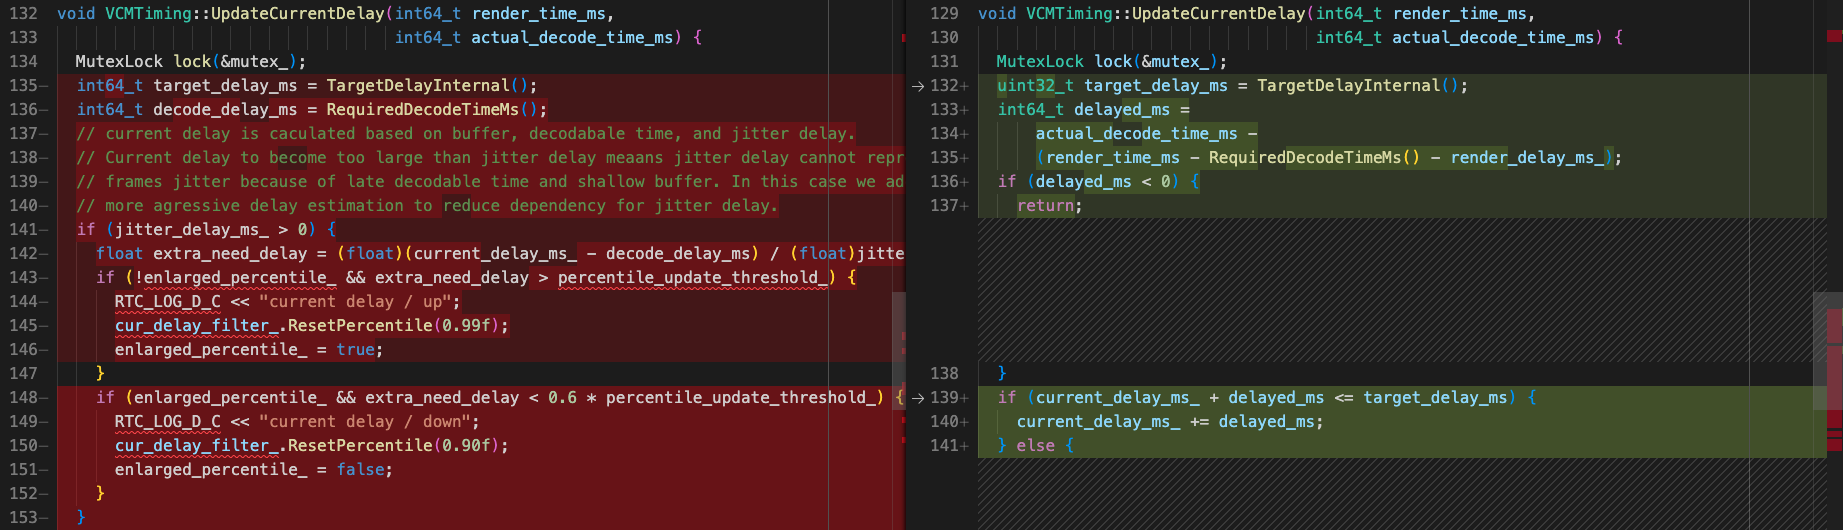 132 void VCMTiming::UpdateCurrentDelay(int64_t render_time_ms,
133 int64_t actual_decode_time_ms) {
134 MutexLock lock(&mutex_);
135– int64_t target_delay_ms = TargetDelayInternal();
136– int64_t decode_delay_ms = RequiredDecodeTimeMs();
137– // current delay is caculated based on buffer, decodabale time, and jitter delay.
138– // Current delay to become too large than jitter delay meaans jitter delay cannot repr
139– // frames jitter because of late decodable time and shallow buffer. In this case we ad
140– // more agressive delay estimation to reduce dependency for jitter delay.
141– if (jitter_delay_ms_ > 0) {
142– float extra_need_delay = (float)(current_delay_ms_ - decode_delay_ms) / (float)jitte
143– if (!enlarged_percentile_ && extra_need_delay > percentile_update_threshold_) {
144– RTC_LOG_D_C << "current delay / up";
145– cur_delay_filter_.ResetPercentile(0.99f);
146– enlarged_percentile_ = true;
147 }
148– if (enlarged_percentile_ && extra_need_delay < 0.6 * percentile_update_threshold_) {
149– RTC_LOG_D_C << "current delay / down";
150– cur_delay_filter_.ResetPercentile(0.90f);
151– enlarged_percentile_ = false;
152– }
153– }
129 void VCMTiming::UpdateCurrentDelay(int64_t render_time_ms,
130 int64_t actual_decode_time_ms) {
131 MutexLock lock(&mutex_);
→ 132+ uint32_t target_delay_ms = TargetDelayInternal();
133+ int64_t delayed_ms =
134+ actual_decode_time_ms -
135+ (render_time_ms - RequiredDecodeTimeMs() - render_delay_ms_);
136+ if (delayed_ms < 0) {
137+ return;
138 }
→ 139+ if (current_delay_ms_ + delayed_ms <= target_delay_ms) {
140+ current_delay_ms_ += delayed_ms;
141+ } else {